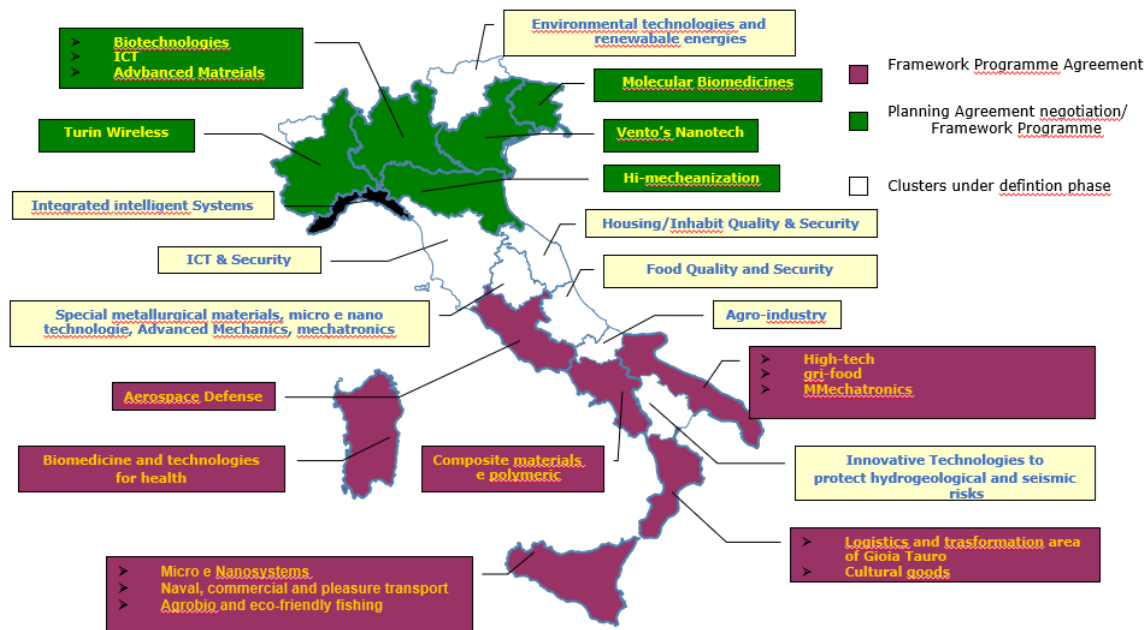 Environmental technologies and
renewabale energies
Biotechnologies
ICT
Advbanced Matreials
Framework Programme Agreement
Molecular Biomedicines
Planning Agreement negotiation/
Framework Programme
Turin Wireless
Vento's Nanotech
Hi-mecheanization
Clusters under defintion phase
Integrated intelligent Systems
Housing/Inhabit Quality & Security
ICT & Security
Food Quality and Security
Special metallurgical materials, micro e nano
technologie, Advanced Mechanics, mechatronics
Agro-industry
High-tech
gri-food
MMechatronics
Aerospace Defense
Biomedicine and technologies
for health
Composite materials
e polymeric
Innovative Technologies to
protect hydrogeological and seismic
risks
Logistics and trasformation area
of Gioia Tauro
Cultural goods
Micro e Nanosystems
Naval, commercial and pleasure transport
Agrobio and eco-friendly fishing